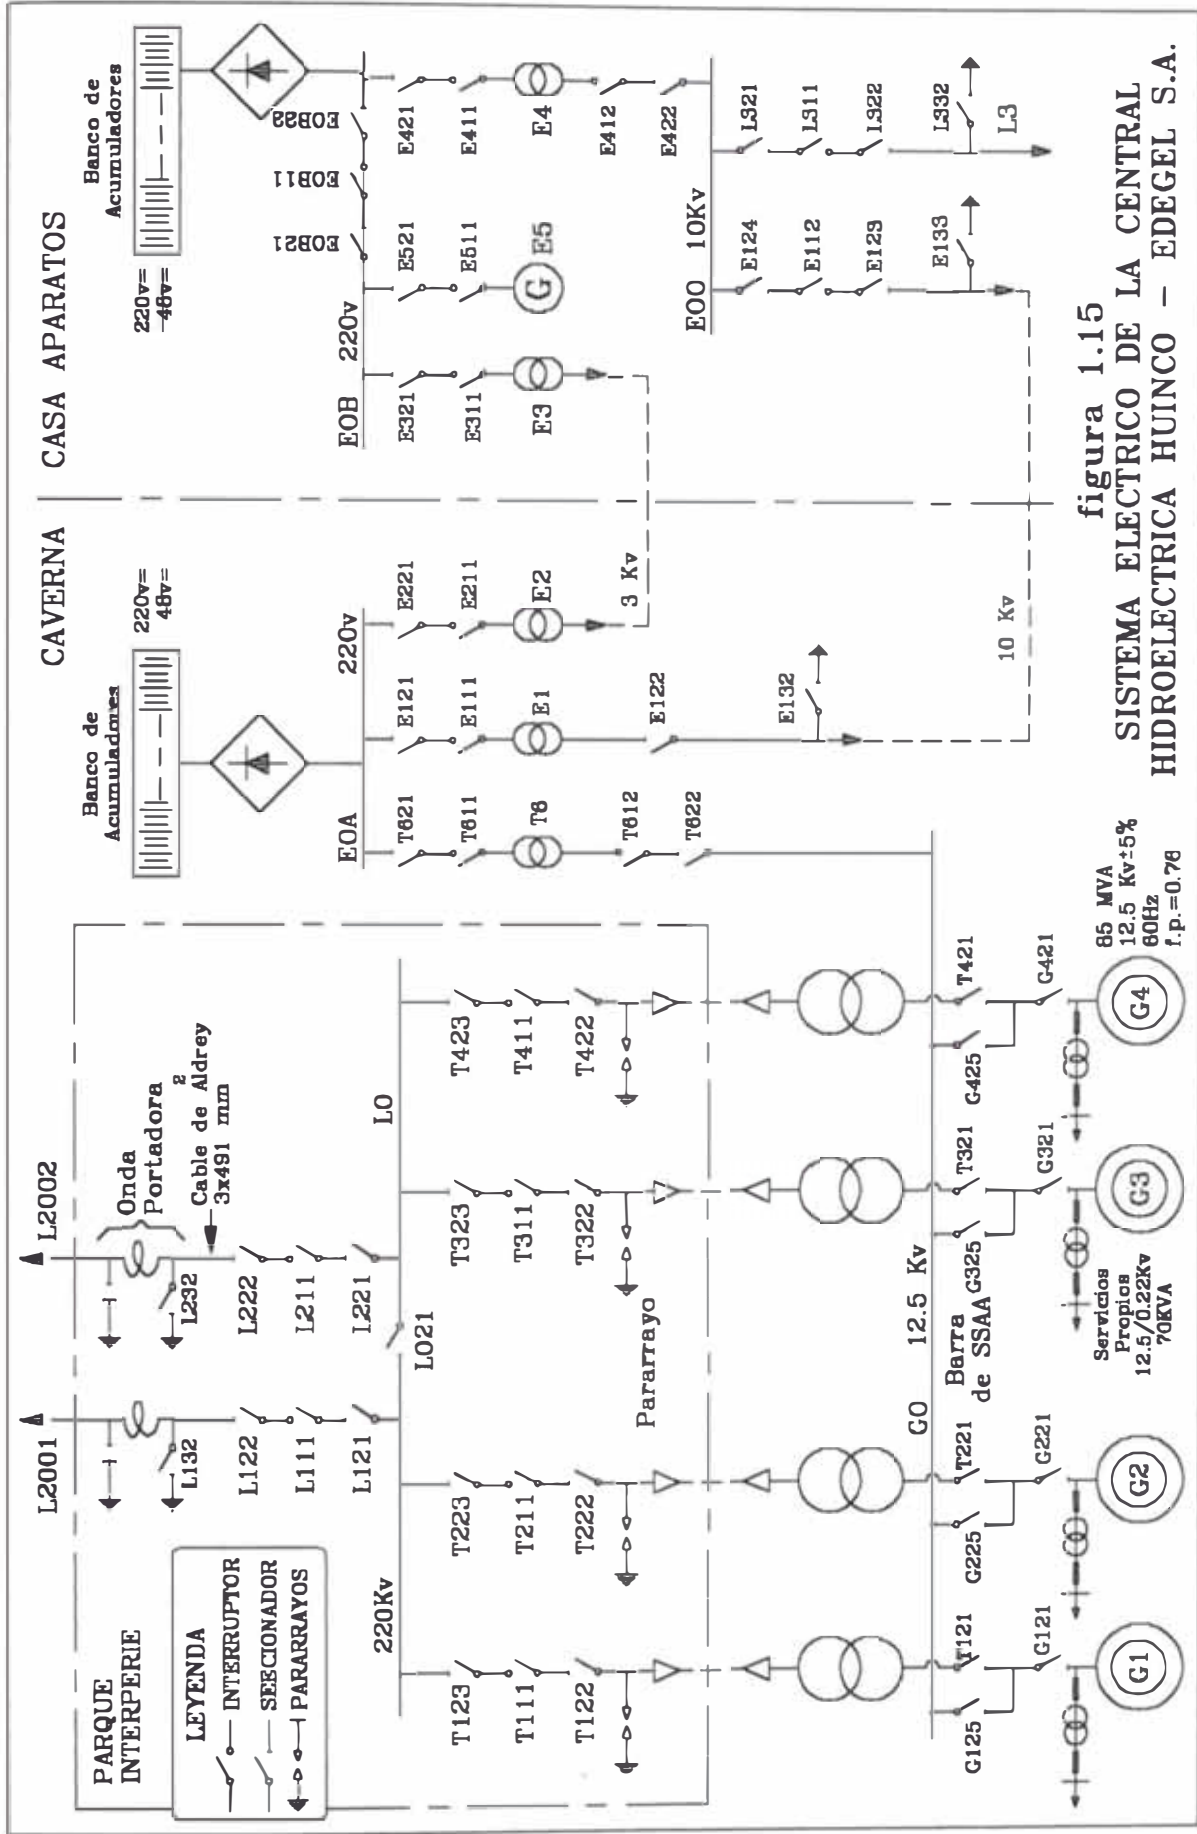 PARQUE
INTERPERIE
LEYENDA
INTERRUPTOR
SEECIONADOR
PARARRAYOS
L2001
L132
L122
L111
L121
L2002
Onda
Portadora
L232
Cable de Aldrey
3x491 mm
2
L222
L211
L221
220Kv
LO21
LO
T123
T111
T122
T223
T211
T222
T323
T311
T322
T423
T411
T422
Pararrayo
GO
12.5 Kv
Barra
de SSAA
G125
T121
G121
G1
G225
T221
G221
G2
G325
T321
G321
G3
G425
T421
G421
G4
Servicios
Propios
12.5/0.22Kv
70KVA
85 MVA
12.5 Kv±5%
60Hz
f.p.=0.76
CAVERNA
Banco de
Acumuladores
220v=
48v=
EOA
220v
T621
T611
T6
T612
T622
E121
E111
E1
E122
E132
E221
E211
E2
3 Kv
10 Kv
CASA APARATOS
Banco de
Acumuladores
220v=
48v=
EOB
220v
EOB21
EOB11
EOB22
E321
E311
E3
E521
E511
G
E5
E421
E411
E4
E412
E422
EOO
10Kv
E124
E112
E123
E133
L321
L311
L322
L332
L3
figura 1.15
SISTEMA ELECTRICO DE LA CENTRAL
HIDROELECTRICA HUINCO - EDEGEL S.A.